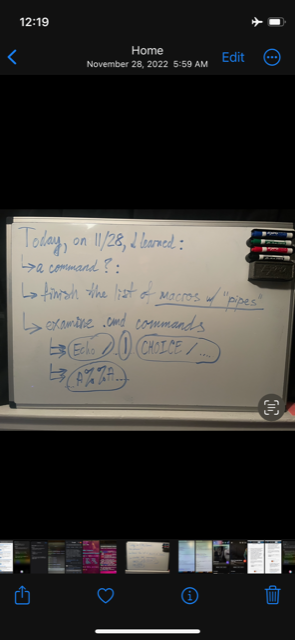 12:19
Home
November 28, 2022 5:59 AM
Edit
Today, on 11/28, I learned:
↳a command?:
↳finish the list of macros w/ "pipes"
↳examine .cmd commands
↳Echo / . | CHOICE /...
↳A%%A...